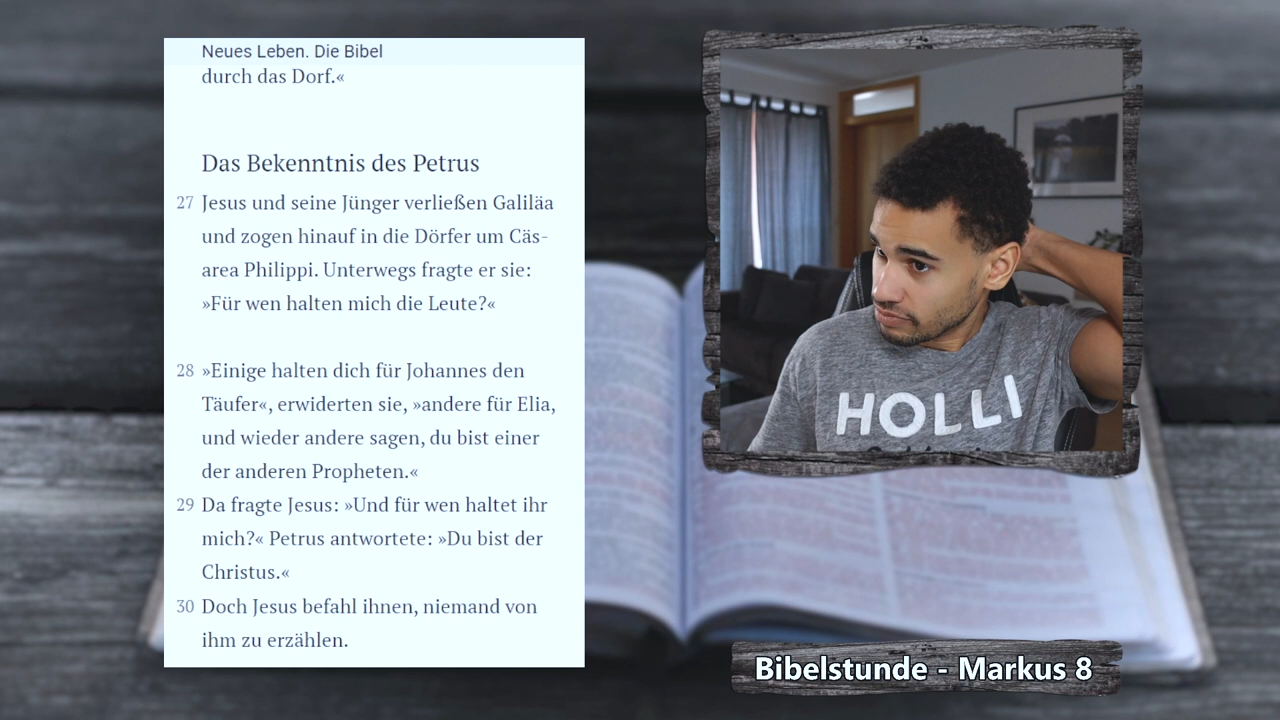 Neues Leben. Die Bibel
durch das Dorf.«
Das Bekenntnis des Petrus
27 Jesus und seine Jünger verließen Galiläa
und zogen hinauf in die Dörfer um Cäs-
area Philippi. Unterwegs fragte er sie:
»Für wen halten mich die Leute?«
28 »Einige halten dich für Johannes den
Täufer«, erwiderten sie, »andere für Elia,
und wieder andere sagen, du bist einer
der anderen Propheten.«
29 Da fragte Jesus: »Und für wen haltet ihr
mich?« Petrus antwortete: »Du bist der
Christus.«
30 Doch Jesus befahl ihnen, niemand von
ihm zu erzählen.
HOLLI
Bibelstunde - Markus 8